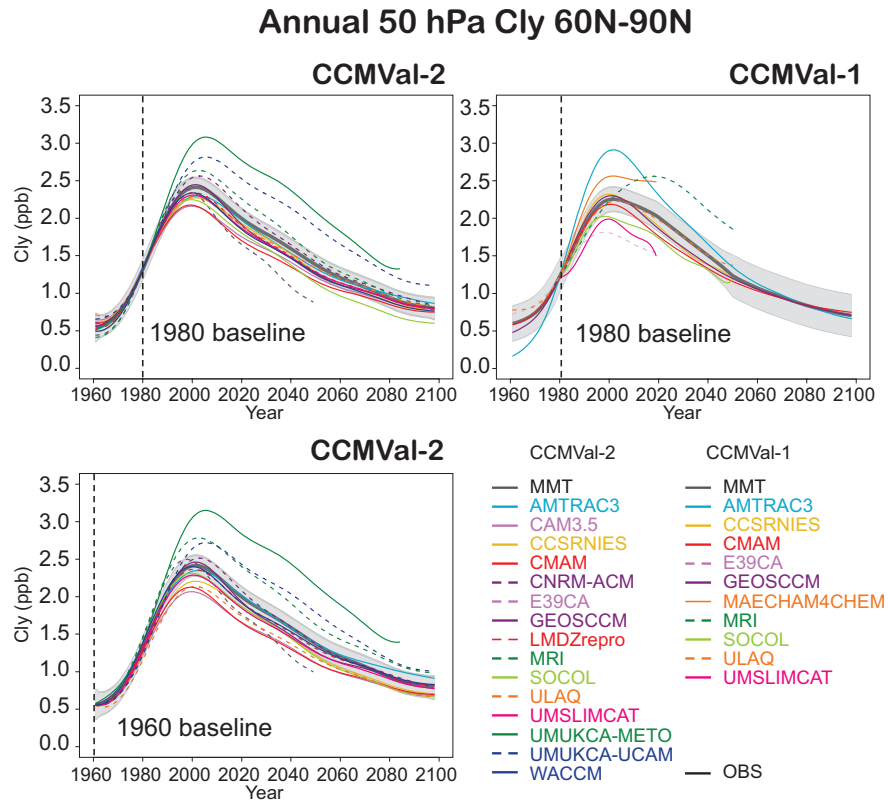 Annual 50 hPa Cly 60N-90N
CCMVal-2
CCMVal-1
3.5
3.0
2.5
2.0
1.5
1.0
0.5
0.0
Cly (ppb)
1980 baseline
1960 1980 2000 2020 2040 2060 2080 2100
Year
3.5
3.0
2.5
2.0
1.5
1.0
0.5
0.0
1980 baseline
1960 1980 2000 2020 2040 2060 2080 2100
Year
CCMVal-2
3.5
3.0
2.5
2.0
1.5
1.0
0.5
0.0
Cly (ppb)
1960 baseline
1960 1980 2000 2020 2040 2060 2080 2100
Year
CCMVal-2
MMT
AMTRAC3
CAM3.5
CCSRNIES
CMAM
CNRM-ACM
E39CA
GEOSCCM
LMDZrepro
MRI
SOCOL
ULAQ
UMSLIMCAT
UMUKCA-METO
UMUKCA-UCAM
WACCM
CCMVal-1
MMT
AMTRAC3
CCSRNIES
CMAM
E39CA
GEOSCCM
MAECHAM4CHEM
MRI
SOCOL
ULAQ
UMSLIMCAT
OBS